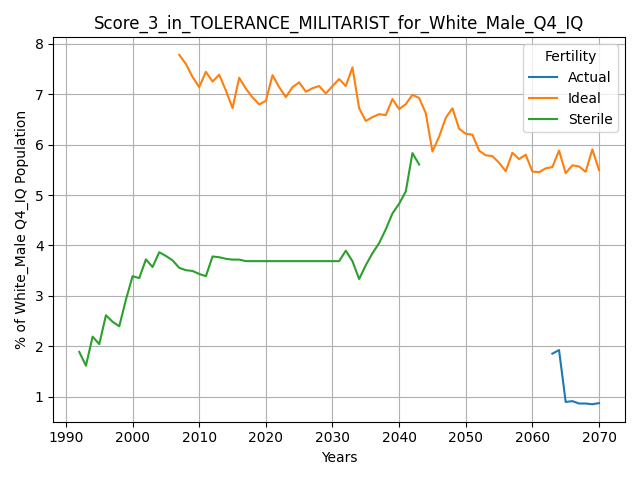 Score_3_in_TOLERANCE_MILITARIST_for_White_Male_Q4_IQ
8
7
6
5
4
3
2
1
% of White_Male Q4_IQ Population
Fertility
Actual
Ideal
Sterile
1990 2000 2010 2020 2030 2040 2050 2060 2070
Years